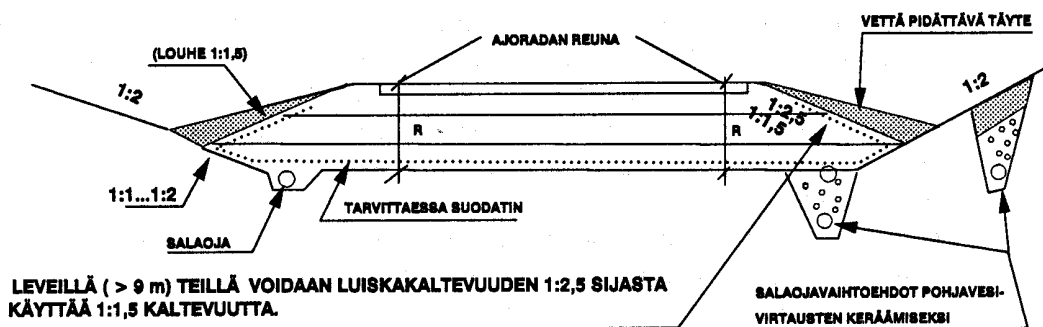 VETTÄ PIDÄTTÄVÄ TÄYTE
AJORADAN REUNA
(LOUHE 1:1,5)
1:2
1:2
1:2,5
1:1,5
R
R
1:1...1:2
TARVITTAESSA SUODATIN
SALAOJA
LEVEILLÄ ( > 9 m) TEILLÄ VOIDAAN LUISKAKALTEVUUDEN 1:2,5 SIJASTA
KÄYTTÄÄ 1:1,5 KALTEVUUTTA.
SALAOJAVAIHTOEHDOT POHJAVESI-
VIRTAUSTEN KERÄÄMISEKSI